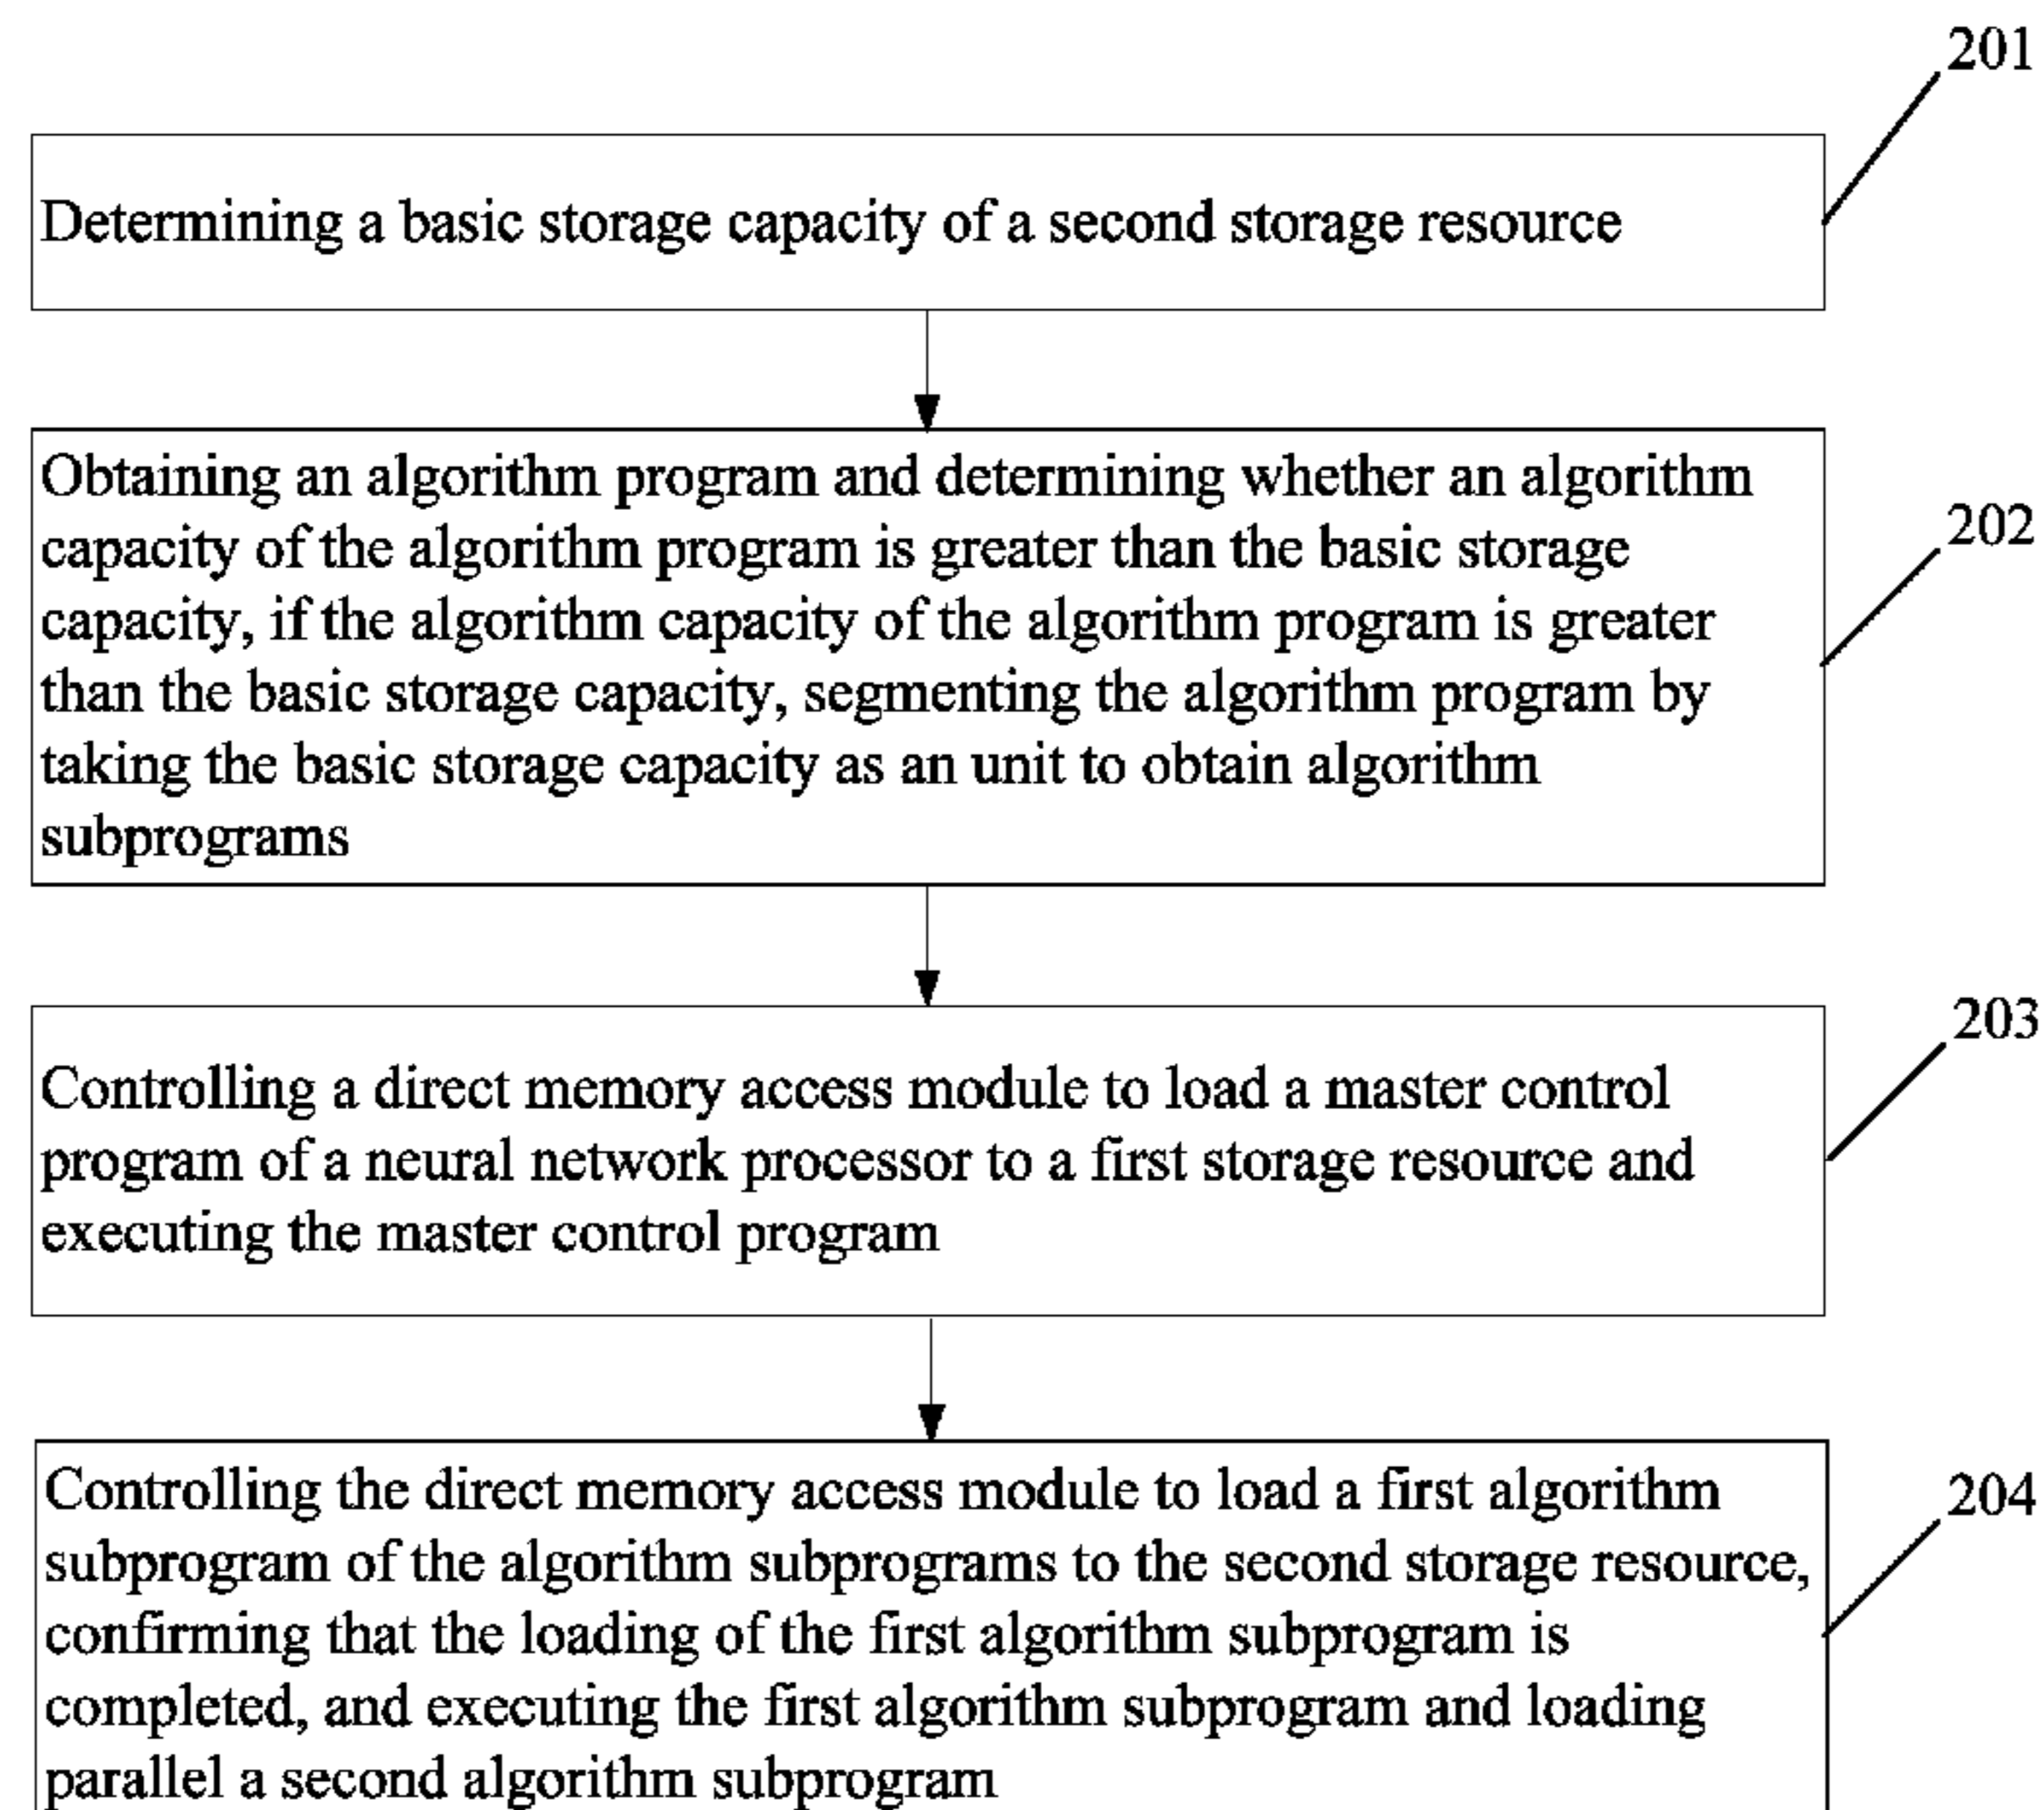 201
Determining a basic storage capacity of a second storage resource
Obtaining an algorithm program and determining whether an algorithm
capacity of the algorithm program is greater than the basic storage
capacity, if the algorithm capacity of the algorithm program is greater
than the basic storage capacity, segmenting the algorithm program by
taking the basic storage capacity as an unit to obtain algorithm
subprograms
202
203
Controlling a direct memory access module to load a master control
program of a neural network processor to a first storage resource and
executing the master control program
204
Controlling the direct memory access module to load a first algorithm
subprogram of the algorithm subprograms to the second storage resource,
confirming that the loading of the first algorithm subprogram is
completed, and executing the first algorithm subprogram and loading
parallel a second algorithm subprogram